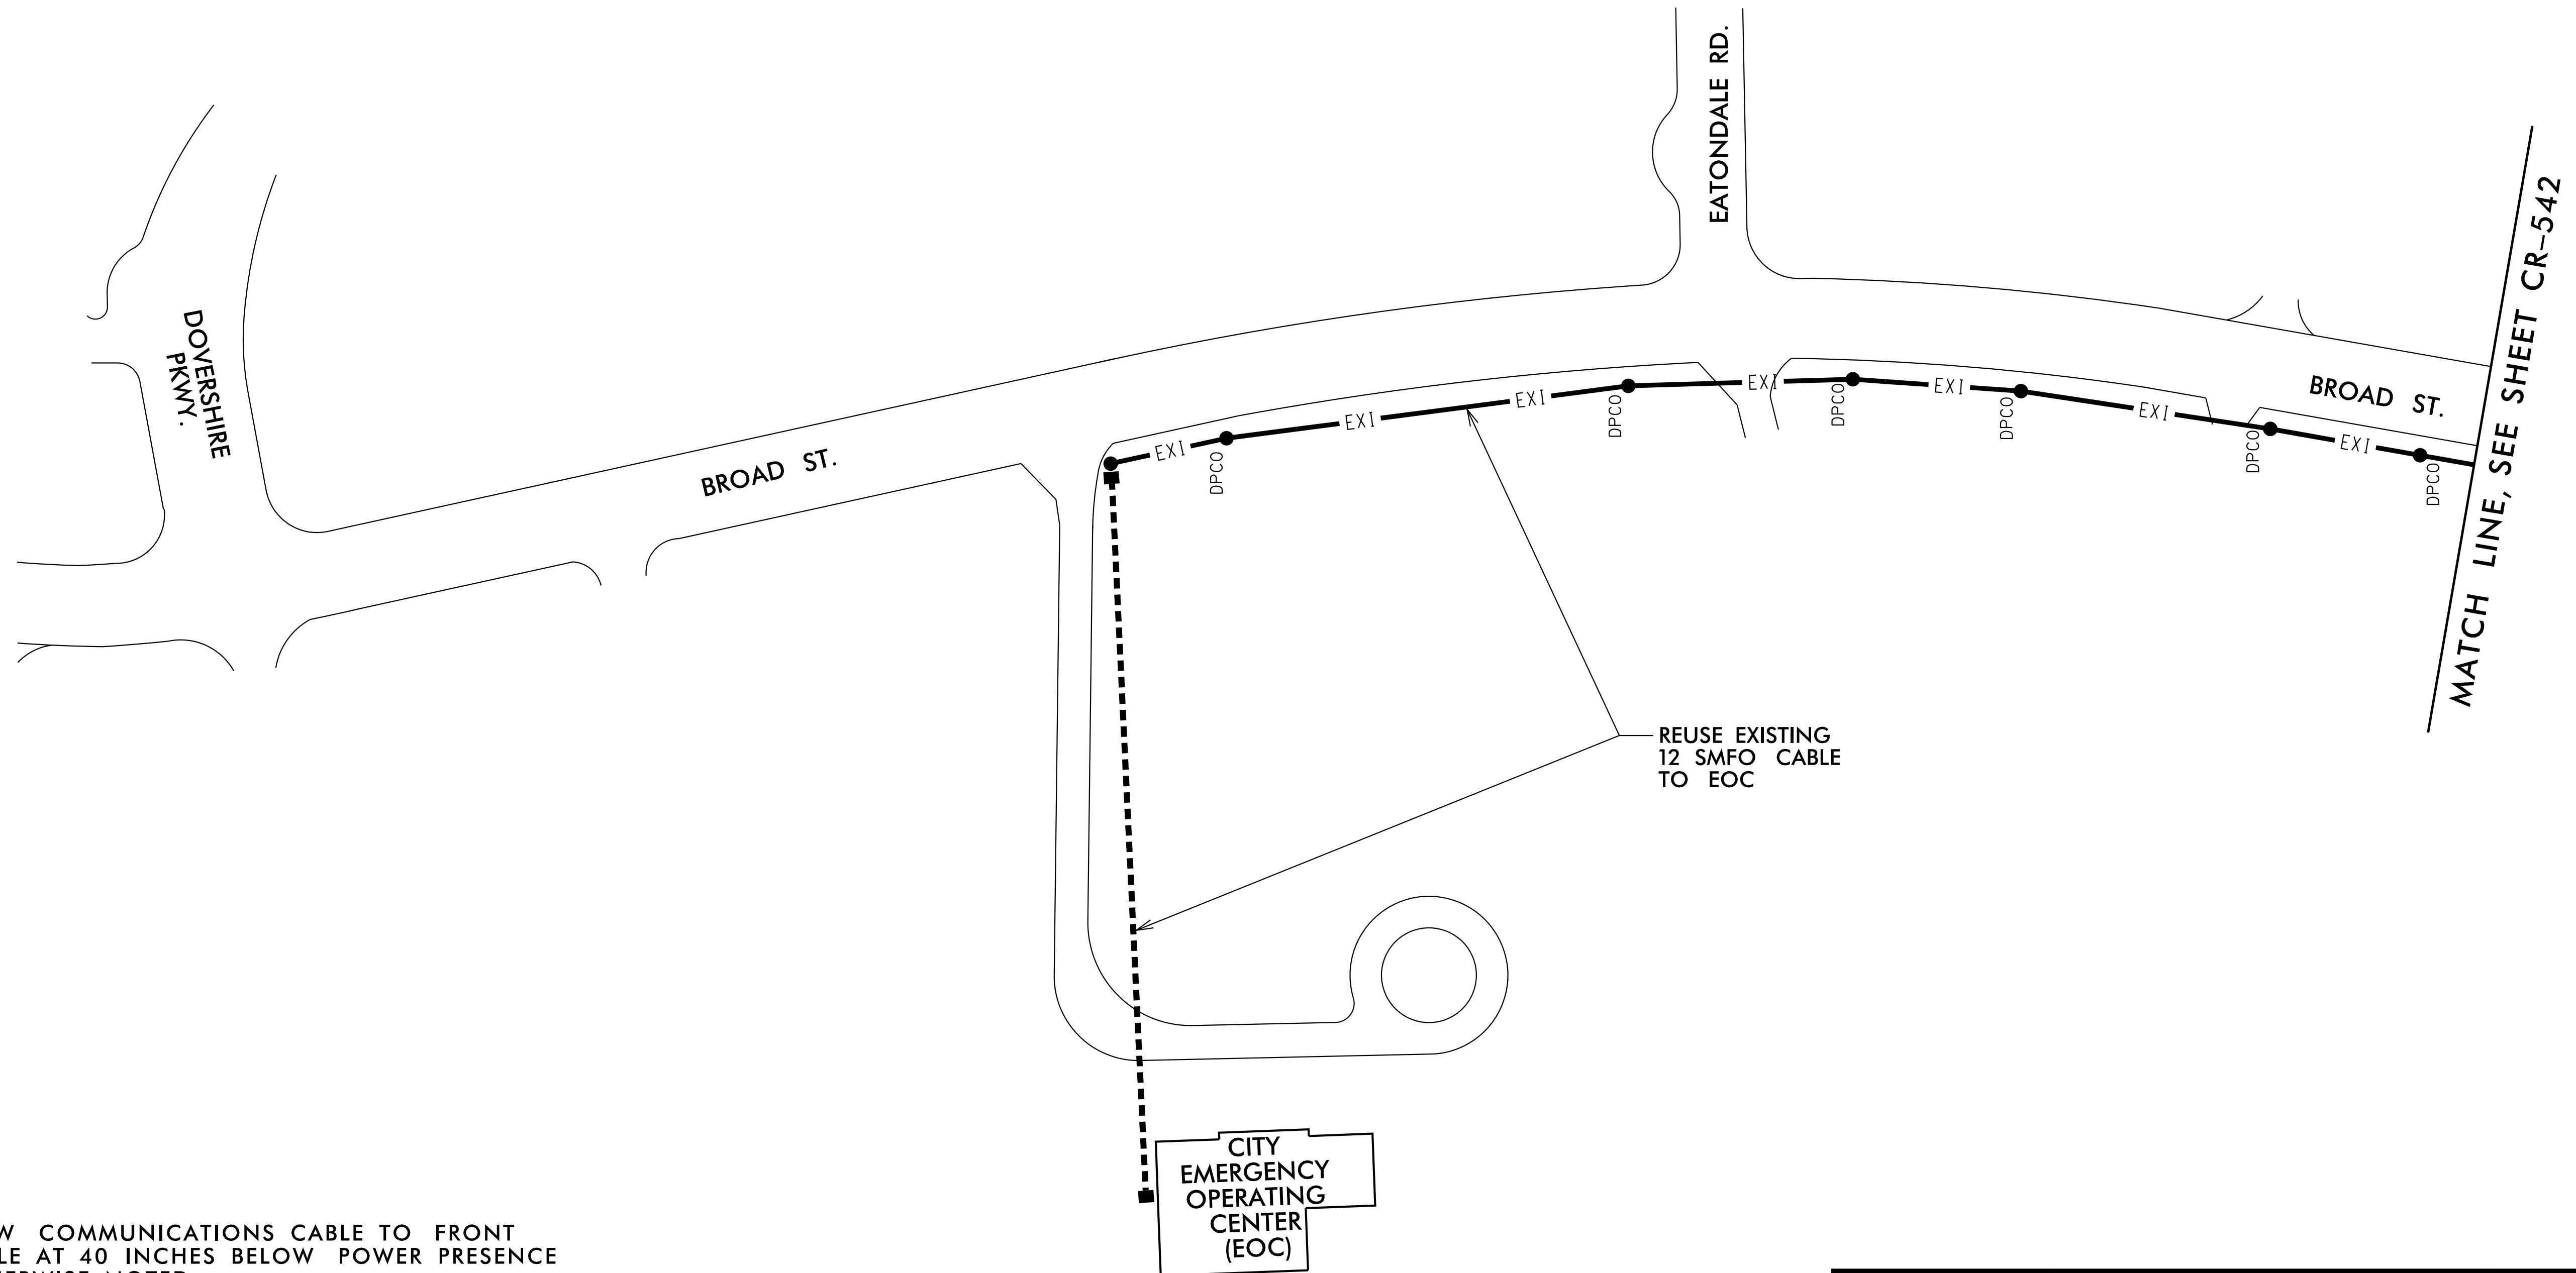 EATONDALE RD.
MATCH LINE, SEE SHEET CR-542
DOVERSHIRE
PKWY.
BROAD ST.
BROAD ST.
EXI
EXI
EXI
EXI
EXI
EXI
EXI
DPCO
DPCO
DPCO
DPCO
DPCO
DPCO
REUSE EXISTING
12 SMFO CABLE
TO EOC
CITY
EMERGENCY
OPERATING
CENTER
(EOC)
COMMUNICATIONS CABLE TO FRONT
AT 40 INCHES BELOW POWER PRESENCE